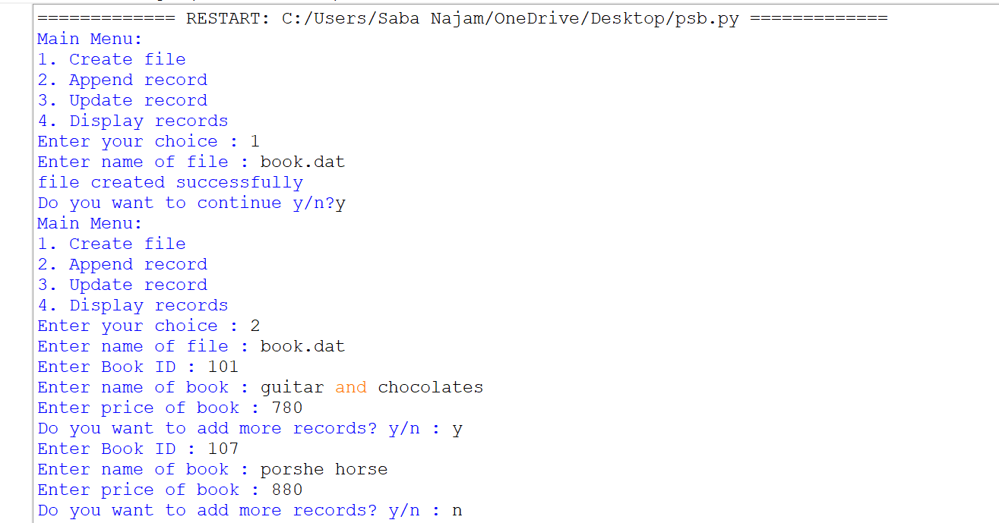 ============= RESTART: C:/Users/Saba Najam/OneDrive/Desktop/psb.py =============
Main Menu:
1. Create file
2. Append record
3. Update record
4. Display records
Enter your choice : 1
Enter name of file : book.dat
file created successfully
Do you want to continue y/n?y
Main Menu:
1. Create file
2. Append record
3. Update record
4. Display records
Enter your choice : 2
Enter name of file : book.dat
Enter Book ID : 101
Enter name of book : guitar and chocolates
Enter price of book : 780
Do you want to add more records? y/n : y
Enter Book ID : 107
Enter name of book : porshe horse
Enter price of book : 880
Do you want to add more records? y/n : n